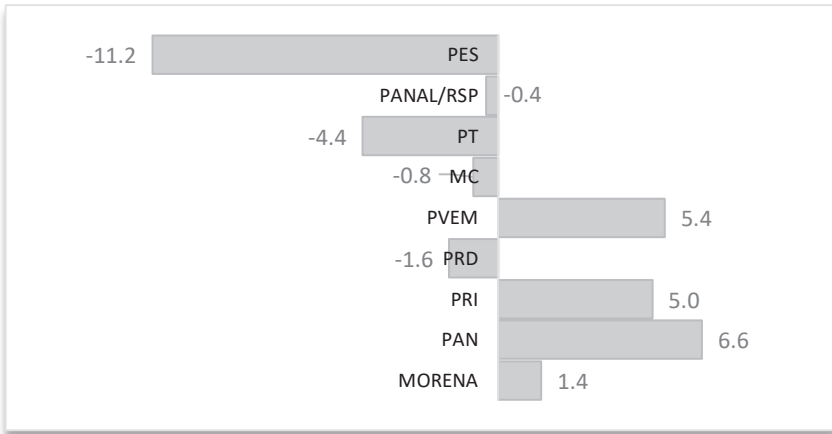 -11.2 PES
PANAL/RSP -0.4
-4.4 PT
-0.8 MC
PVEM 5.4
-1.6 PRD
PRI 5.0
PAN 6.6
MORENA 1.4